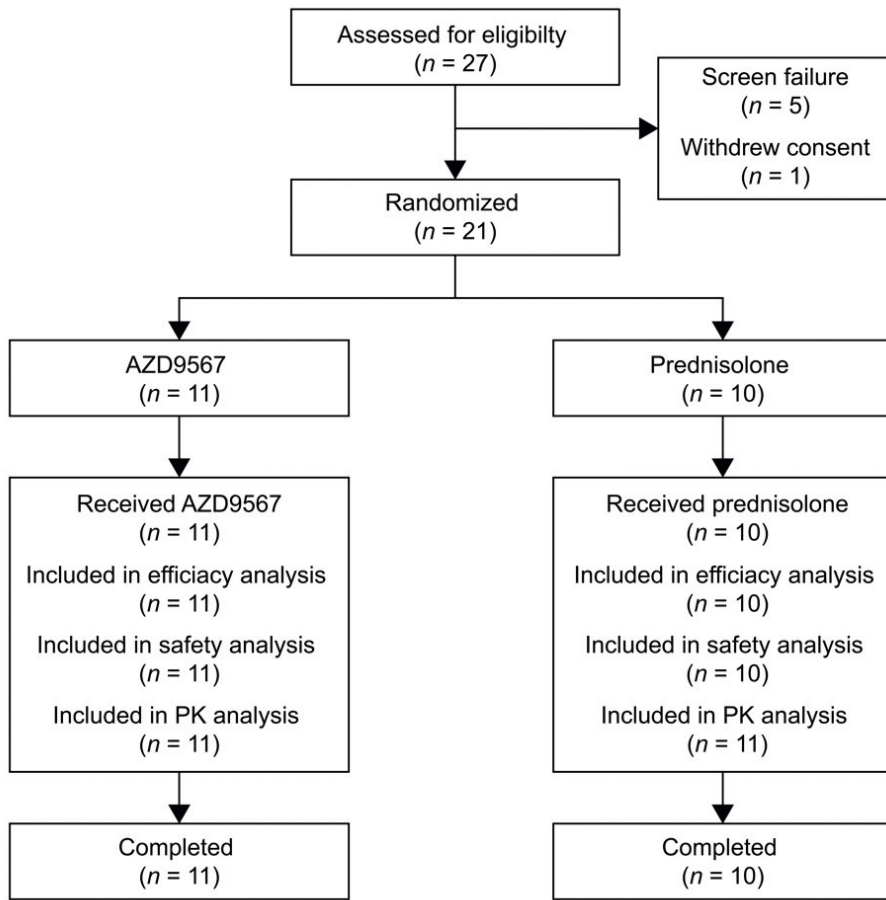 Assessed for eligibilty
(n = 27)
Screen failure
(n = 5)
Withdrew consent
(n = 1)
Randomized
(n = 21)
AZD9567
(n = 11)
Prednisolone
(n = 10)
Received AZD9567
(n = 11)
Included in efficiacy analysis
(n = 11)
Included in safety analysis
(n = 11)
Included in PK analysis
(n = 11)
Received prednisolone
(n = 10)
Included in efficiacy analysis
(n = 10)
Included in safety analysis
(n = 10)
Included in PK analysis
(n = 11)
Completed
(n = 11)
Completed
(n = 10)